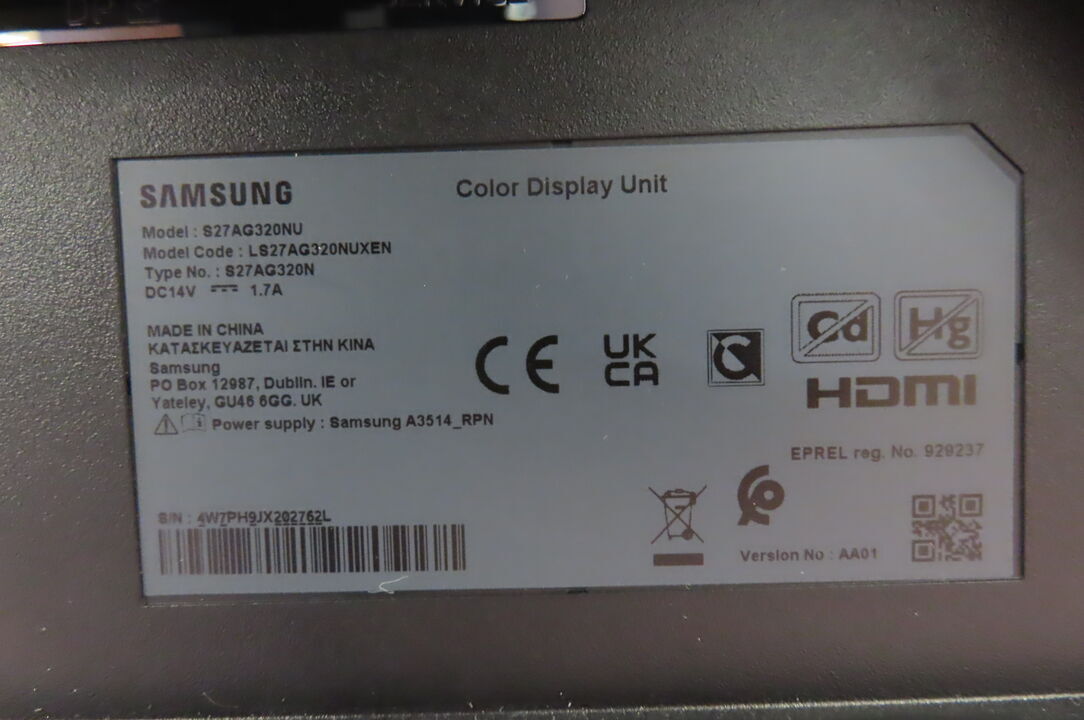 SAMSUNG
Color Display Unit
Model : S27AG320NU
Model Code : LS27AG320NUXEN
Type No. : S27AG320N
DC14V 1.7A
MADE IN CHINA
ΚΑΤΑΣΚΕΥΑΖΕΤΑΙ ΣΤΗΝ ΚΙΝΑ
Samsung
PO Box 12987, Dublin. IE or
Yateley, GU46 6GG. UK
Power supply : Samsung A3514_RPN
CE
UK
CA
Cd
Hg
HDMI
EPREL reg. No. 929237
S/N : 4W7PH9JX202762L
Version No : AA01